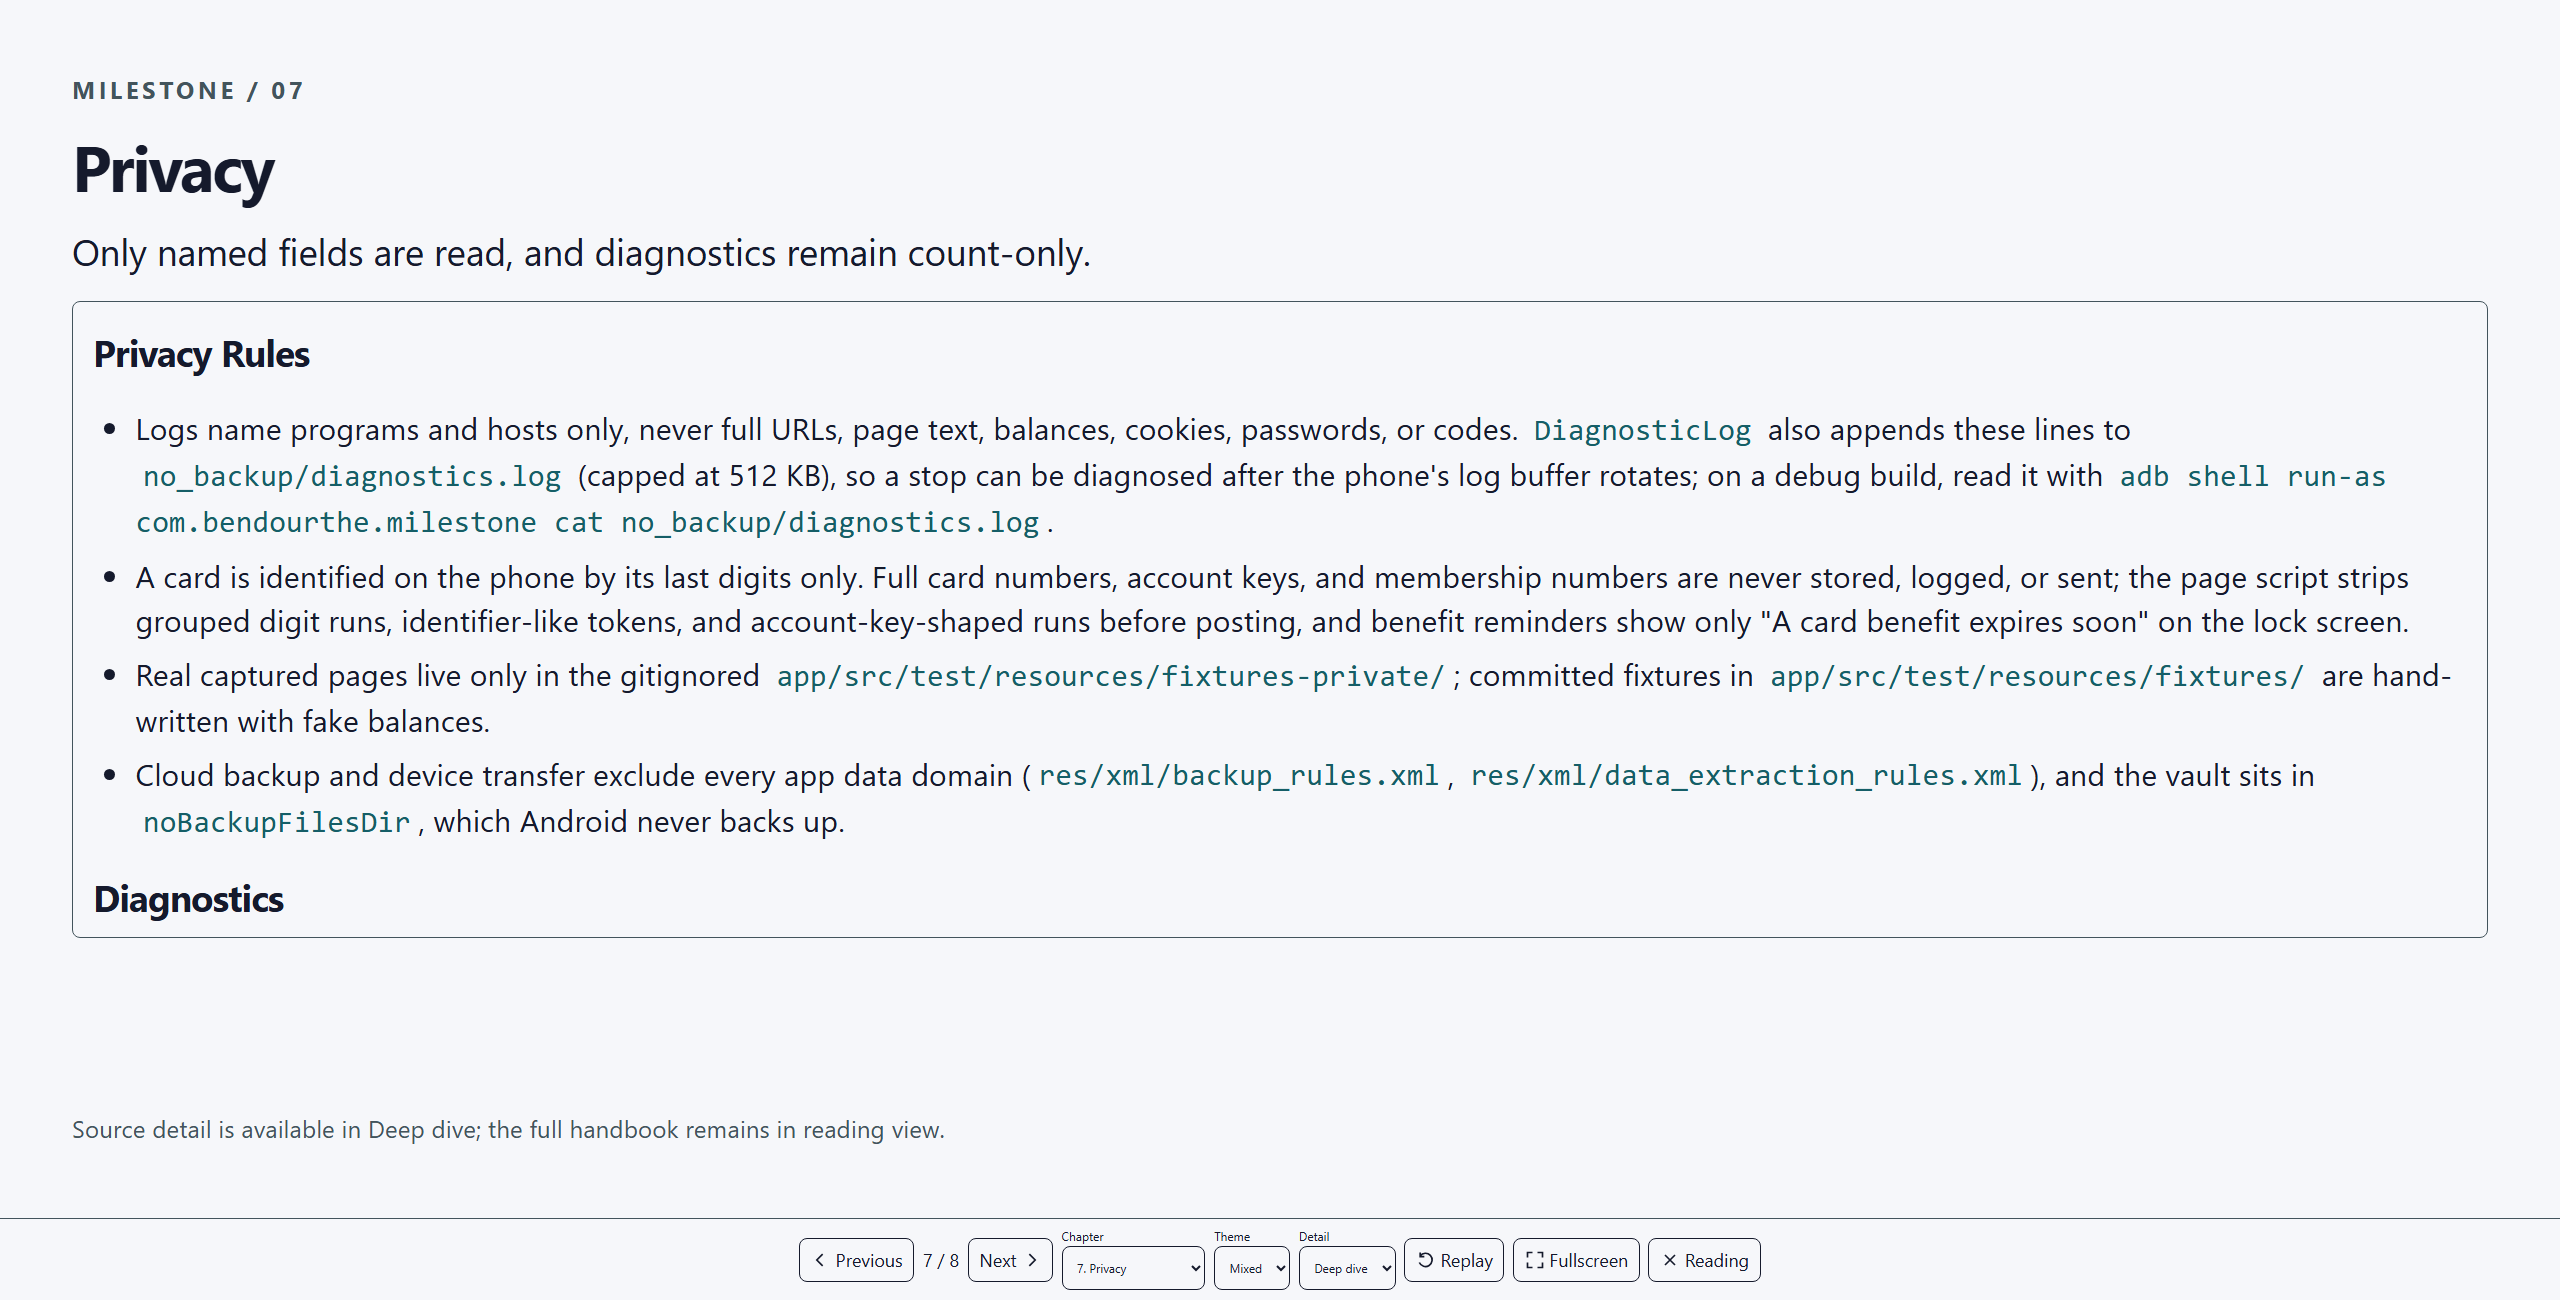 MILESTONE / 07
Privacy
Only named fields are read, and diagnostics remain count-only.
Privacy Rules
• Logs name programs and hosts only, never full URLs, page text, balances, cookies, passwords, or codes. DiagnosticLog also appends these lines to
no_backup/diagnostics.log (capped at 512 KB), so a stop can be diagnosed after the phone's log buffer rotates; on a debug build, read it with adb shell run-as
com.bendourthe.milestone cat no_backup/diagnostics.log.
• A card is identified on the phone by its last digits only. Full card numbers, account keys, and membership numbers are never stored, logged, or sent; the page script strips
grouped digit runs, identifier-like tokens, and account-key-shaped runs before posting, and benefit reminders show only "A card benefit expires soon" on the lock screen.
• Real captured pages live only in the gitignored app/src/test/resources/fixtures-private/; committed fixtures in app/src/test/resources/fixtures/ are hand-
written with fake balances.
• Cloud backup and device transfer exclude every app data domain (res/xml/backup_rules.xml, res/xml/data_extraction_rules.xml), and the vault sits in
noBackupFilesDir, which Android never backs up.
Diagnostics
Source detail is available in Deep dive; the full handbook remains in reading view.
Chapter Theme Detail
Previous 7 / 8 Next 7. Privacy Mixed Deep dive Replay Fullscreen Reading